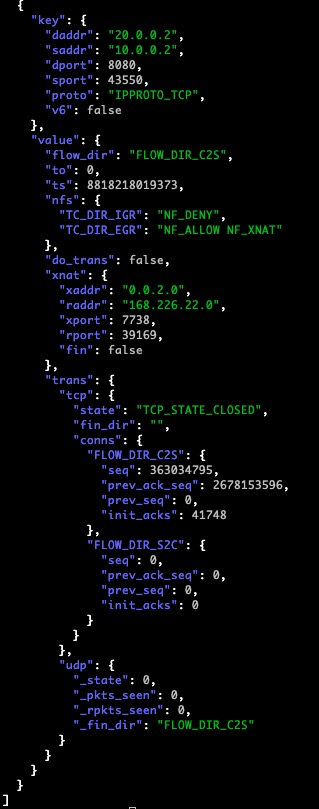 {
"key": {
"daddr": "20.0.0.2",
"saddr": "10.0.0.2",
"dport": 8080,
"sport": 43550,
"proto": "IPPROTO_TCP",
"v6": false
},
"value": {
"flow_dir": "FLOW_DIR_C2S",
"to": 0,
"ts": 8818218019373,
"nfs": {
"TC_DIR_IGR": "NF_DENY",
"TC_DIR_EGR": "NF_ALLOW NF_XNAT"
},
"do_trans": false,
"xnat": {
"xaddr": "0.0.2.0",
"raddr": "168.226.22.0",
"xport": 7738,
"rport": 39169,
"fin": false
},
"trans": {
"tcp": {
"state": "TCP_STATE_CLOSED",
"fin_dir": "",
"conns": {
"FLOW_DIR_C2S": {
"seq": 363034795,
"prev_ack_seq": 2678153596,
"prev_seq": 0,
"init_acks": 41748
},
"FLOW_DIR_S2C": {
"seq": 0,
"prev_ack_seq": 0,
"prev_seq": 0,
"init_acks": 0
}
}
},
"udp": {
"_state": 0,
"_pkts_seen": 0,
"_rpkts_seen": 0,
"_fin_dir": "FLOW_DIR_C2S"
}
}
}
}
]